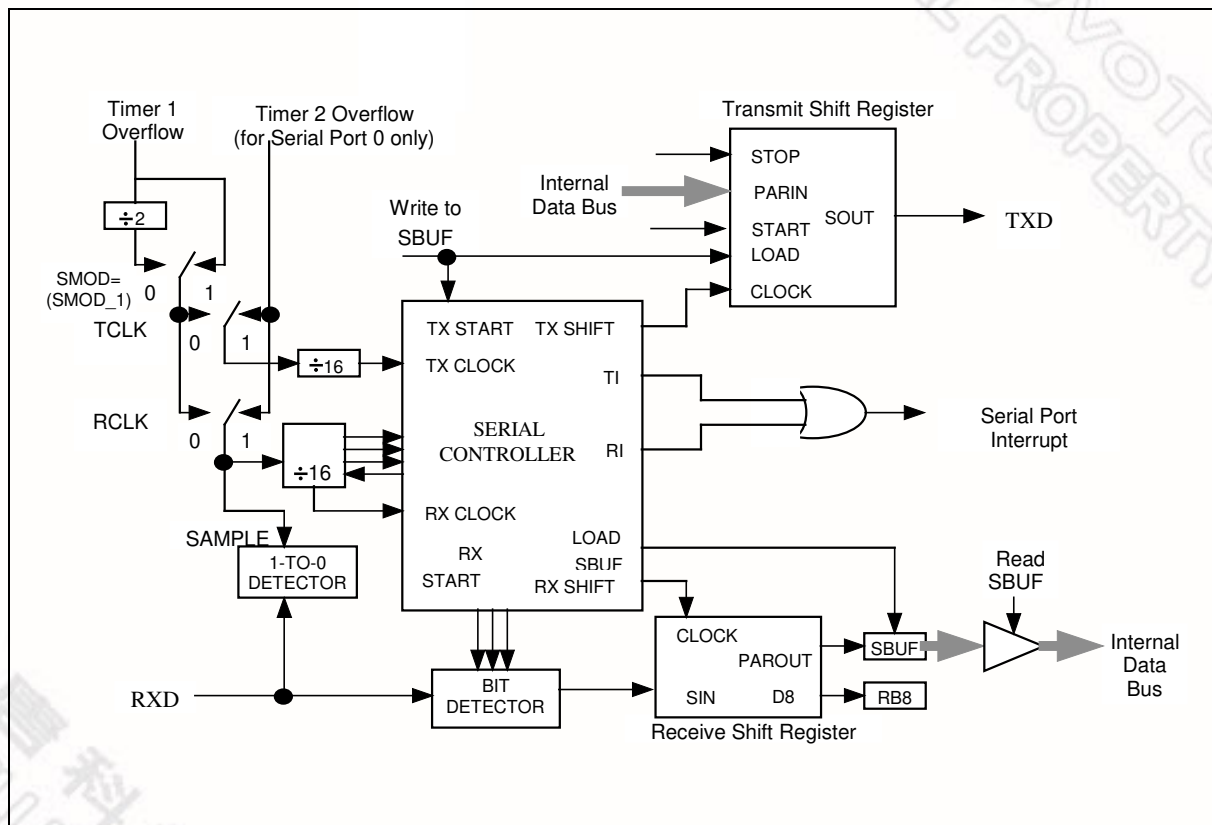 Timer 1
Overflow
Timer 2 Overflow
(for Serial Port 0 only)
Transmit Shift Register
÷2
Write to
SBUF
Internal
Data Bus
STOP
PARIN
SOUT
START
LOAD
CLOCK
TXD
SMOD=
(SMOD_1)
0
1
TCLK
0
1
÷16
TX START
TX SHIFT
TX CLOCK
TI
RCLK
0
1
÷16
SERIAL
CONTROLLER
RI
Serial Port
Interrupt
RX CLOCK
SAMPLE
1-TO-0
DETECTOR
RX
START
LOAD
SBUF
RX SHIFT
Read
SBUF
CLOCK
PAROUT
SBUF
Internal
Data
Bus
RXD
BIT
DETECTOR
SIN
D8
RB8
Receive Shift Register
PROPERTY